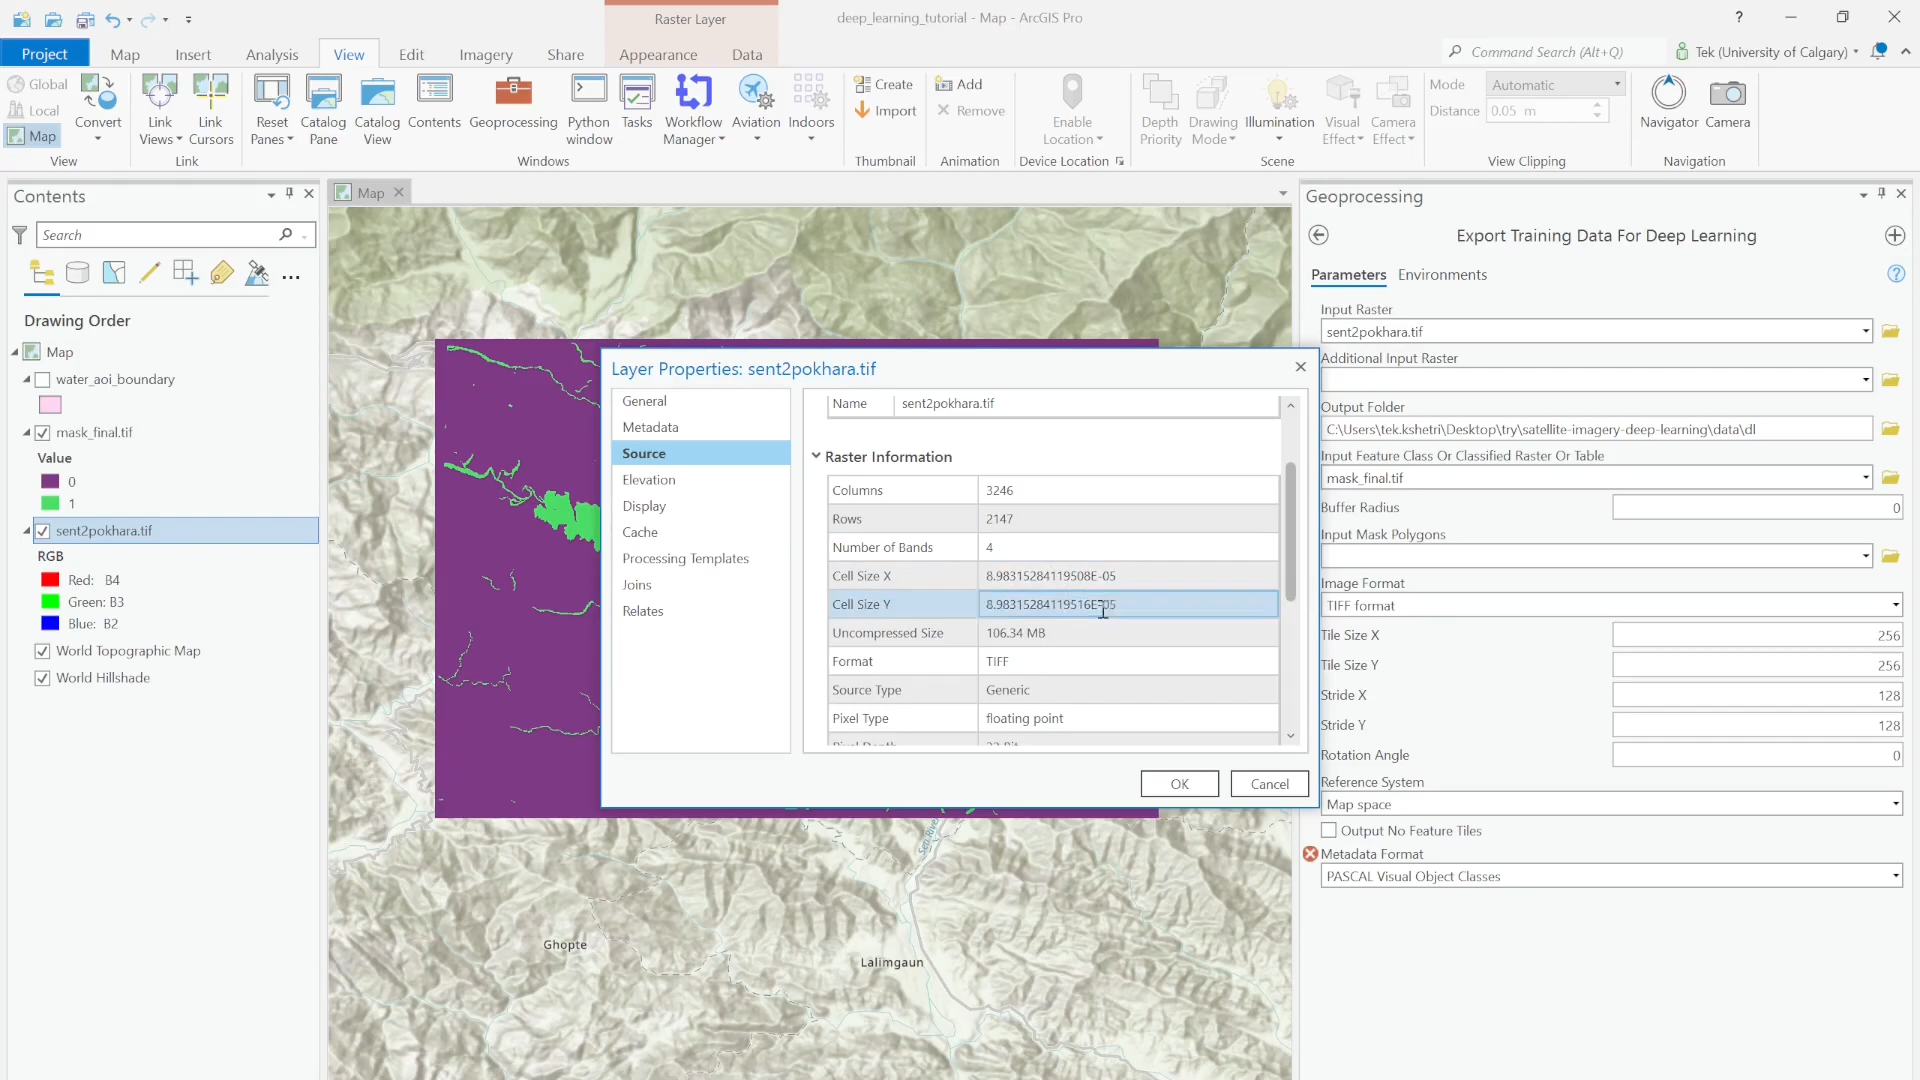 Raster Layer
deep_learning_tutorial - Map - ArcGIS Pro
?
Project
Map
Insert
Analysis
View
Edit
Imagery
Share
Appearance
Data
Command Search (Alt+Q)
Tek (University of Calgary)
Global
Local
Map
Convert
View
Link Views
Link Cursors
Link
Reset Panes
Catalog Pane
Catalog View
Contents
Geoprocessing
Python window
Tasks
Workflow Manager
Aviation
Indoors
Windows
Create
Import
Thumbnail
Add
Remove
Animation
Enable Location
Device Location
Depth Priority
Drawing Mode
Illumination
Visual Effect
Camera Effect
Scene
Mode
Automatic
Distance
0.05 m
View Clipping
Navigator
Camera
Navigation
Contents
Search
Drawing Order
Map
water_aoi_boundary
mask_final.tif
Value
0
1
sent2pokhara.tif
RGB
Red: B4
Green: B3
Blue: B2
World Topographic Map
World Hillshade
Map
Layer Properties: sent2pokhara.tif
General
Metadata
Source
Elevation
Display
Cache
Processing Templates
Joins
Relates
Name
sent2pokhara.tif
Raster Information
Columns
3246
Rows
2147
Number of Bands
4
Cell Size X
8.98315284119508E-05
Cell Size Y
8.98315284119516E-05
Uncompressed Size
106.34 MB
Format
TIFF
Source Type
Generic
Pixel Type
floating point
OK
Cancel
Seti River
Ghopte
Lalimgaun
Geoprocessing
Export Training Data For Deep Learning
Parameters
Environments
?
Input Raster
sent2pokhara.tif
Additional Input Raster
Output Folder
C:\Users\tek.kshetri\Desktop\try\satellite-imagery-deep-learning\data\dl
Input Feature Class Or Classified Raster Or Table
mask_final.tif
Buffer Radius
0
Input Mask Polygons
Image Format
TIFF format
Tile Size X
256
Tile Size Y
256
Stride X
128
Stride Y
128
Rotation Angle
0
Reference System
Map space
Output No Feature Tiles
Metadata Format
PASCAL Visual Object Classes